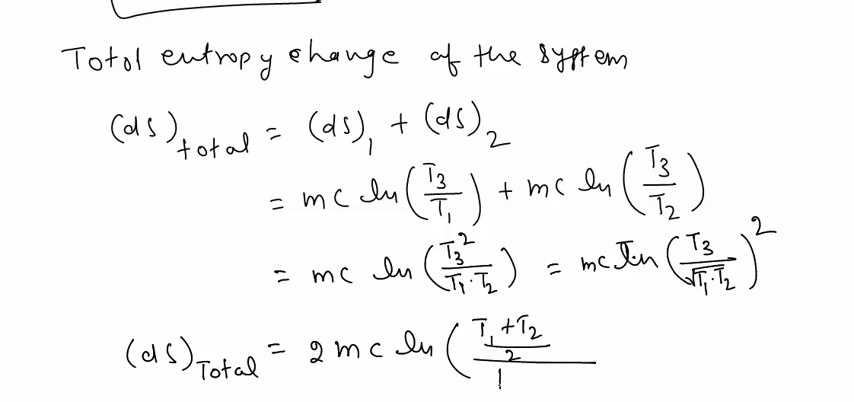 Total entropy change of the system
(ds)total = (ds)1 + (ds)2
= mc ln(T3/T1) + mc ln(T3/T2)
= mc ln(T3²/T1·T2) = mc ln(T3/√T1·T2)²
(ds)Total = 2mc ln((T1+T2)/2/